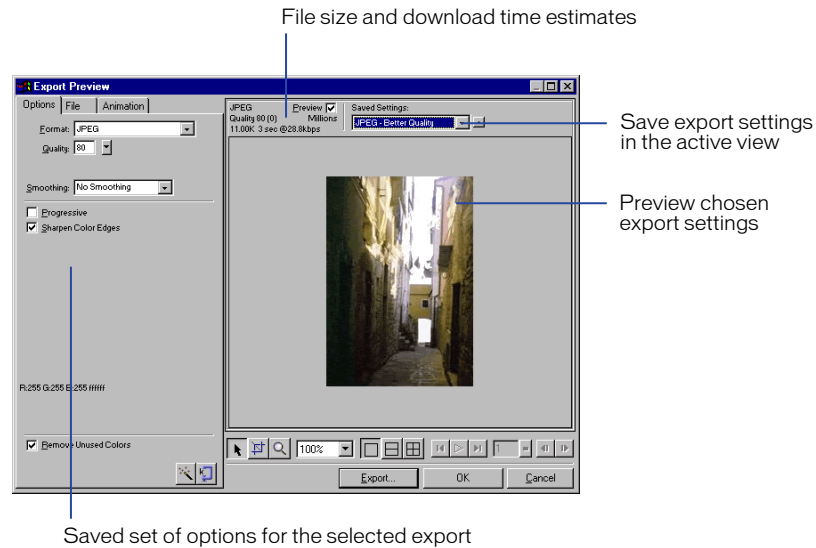 File size and download time estimates
Export Preview
Options File Animation
Format: JPEG
Quality: 80
Smoothing: No Smoothing
Progressive
Sharpen Color Edges
R:255 G:255 B:255 ffffff
Remove Unused Colors
JPEG Preview
Quality 80 (0) Millions
11.00K 3 sec @28.8kbps
Saved Settings:
JPEG - Better Quality
Save export settings
in the active view
Preview chosen
export settings
100%
1
Export... OK Cancel
Saved set of options for the selected export